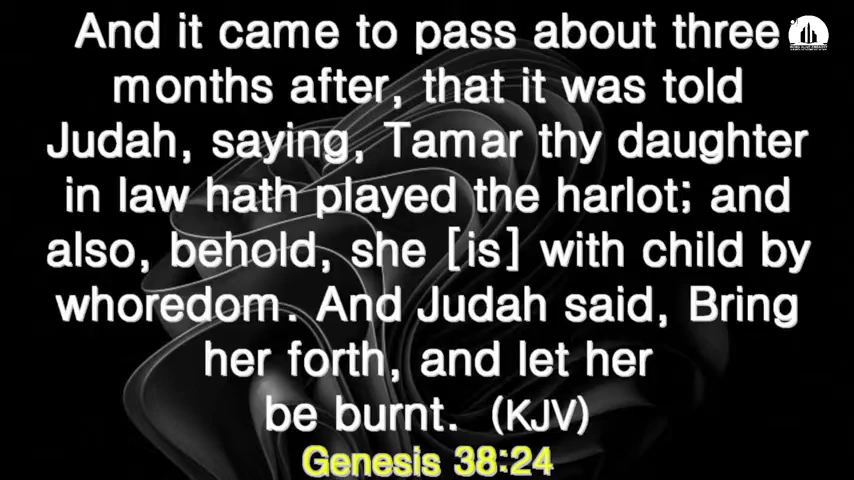 And it came to pass about three
months after, that it was told
Judah, saying, Tamar thy daughter
in law hath played the harlot; and
also, behold, she [is] with child by
whoredom. And Judah said, Bring
her forth, and let her
be burnt. (KJV)
Genesis 38:24